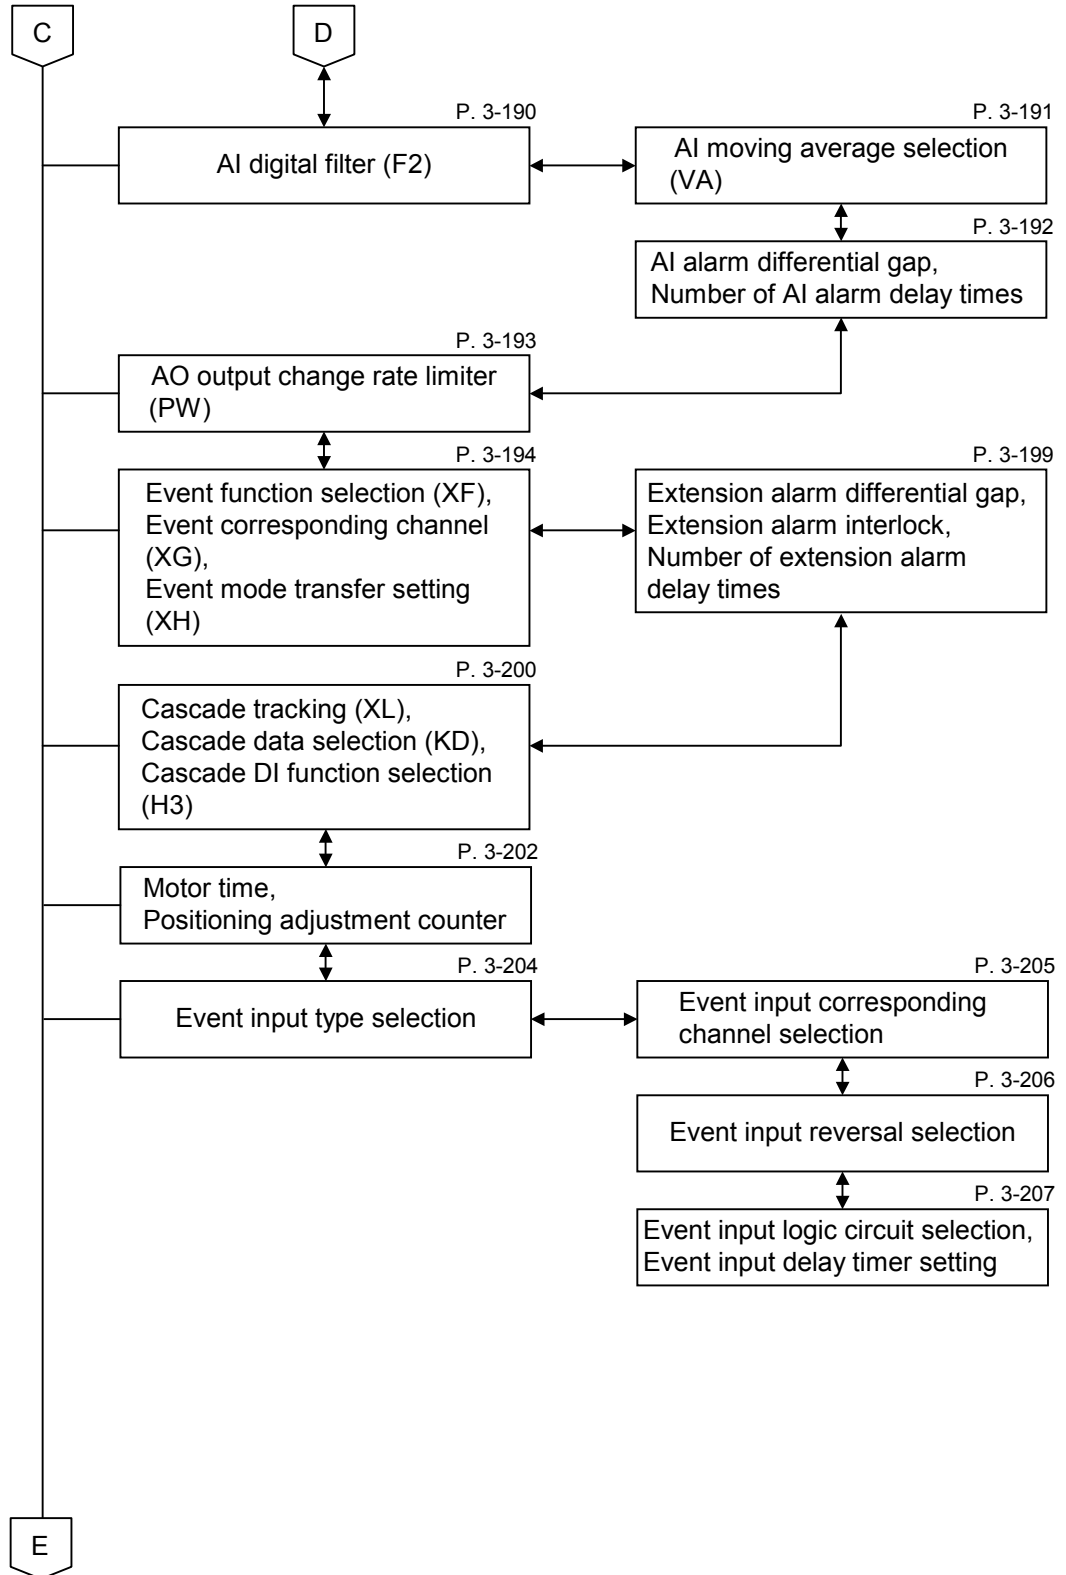 C
D
P. 3-190
AI digital filter (F2)
P. 3-191
AI moving average selection
(VA)
P. 3-192
AI alarm differential gap,
Number of AI alarm delay times
P. 3-193
AO output change rate limiter
(PW)
P. 3-194
Event function selection (XF),
Event corresponding channel
(XG),
Event mode transfer setting
(XH)
P. 3-199
Extension alarm differential gap,
Extension alarm interlock,
Number of extension alarm
delay times
P. 3-200
Cascade tracking (XL),
Cascade data selection (KD),
Cascade DI function selection
(H3)
P. 3-202
Motor time,
Positioning adjustment counter
P. 3-204
Event input type selection
P. 3-205
Event input corresponding
channel selection
P. 3-206
Event input reversal selection
P. 3-207
Event input logic circuit selection,
Event input delay timer setting
E